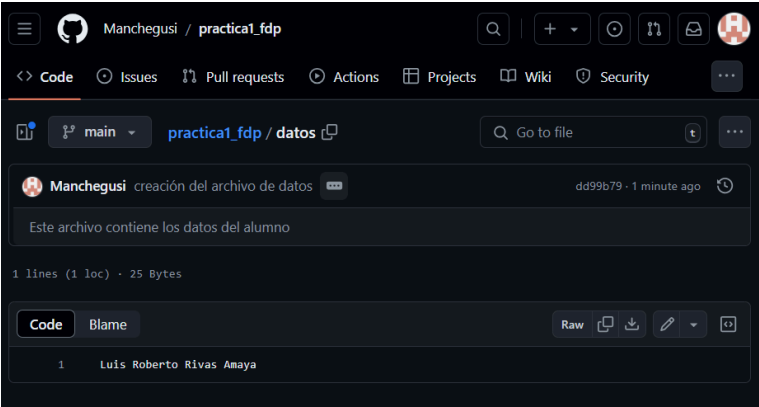 Manchegusi / practica1_fdp
Code Issues Pull requests Actions Projects Wiki Security
main practica1_fdp / datos Go to file t
Manchegusi creación del archivo de datos dd99b79 · 1 minute ago
Este archivo contiene los datos del alumno
1 lines (1 loc) · 25 Bytes
Code Blame Raw
1 Luis Roberto Rivas Amaya